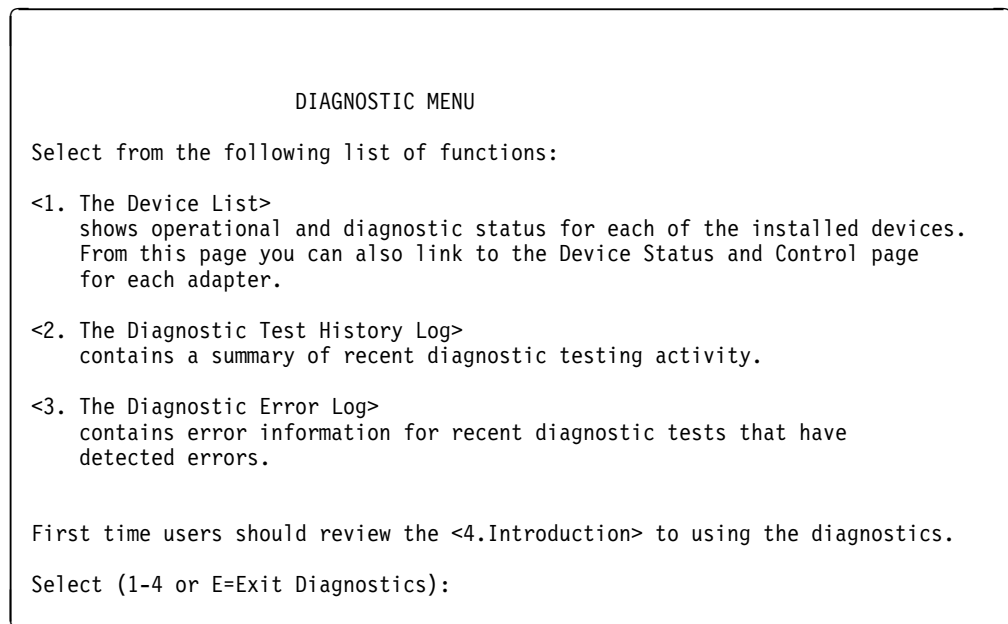 DIAGNOSTIC MENU
Select from the following list of functions:
<1. The Device List>
shows operational and diagnostic status for each of the installed devices.
From this page you can also link to the Device Status and Control page
for each adapter.
<2. The Diagnostic Test History Log>
contains a summary of recent diagnostic testing activity.
<3. The Diagnostic Error Log>
contains error information for recent diagnostic tests that have
detected errors.
First time users should review the <4.Introduction> to using the diagnostics.
Select (1-4 or E=Exit Diagnostics):